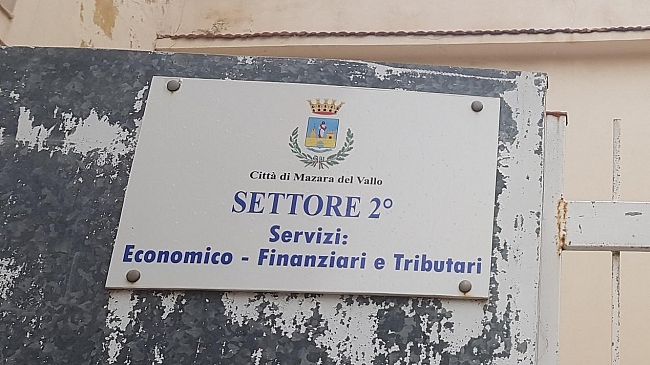 Città di Mazara del Vallo
SETTORE 2°
Servizi:
Economico - Finanziari e Tributari